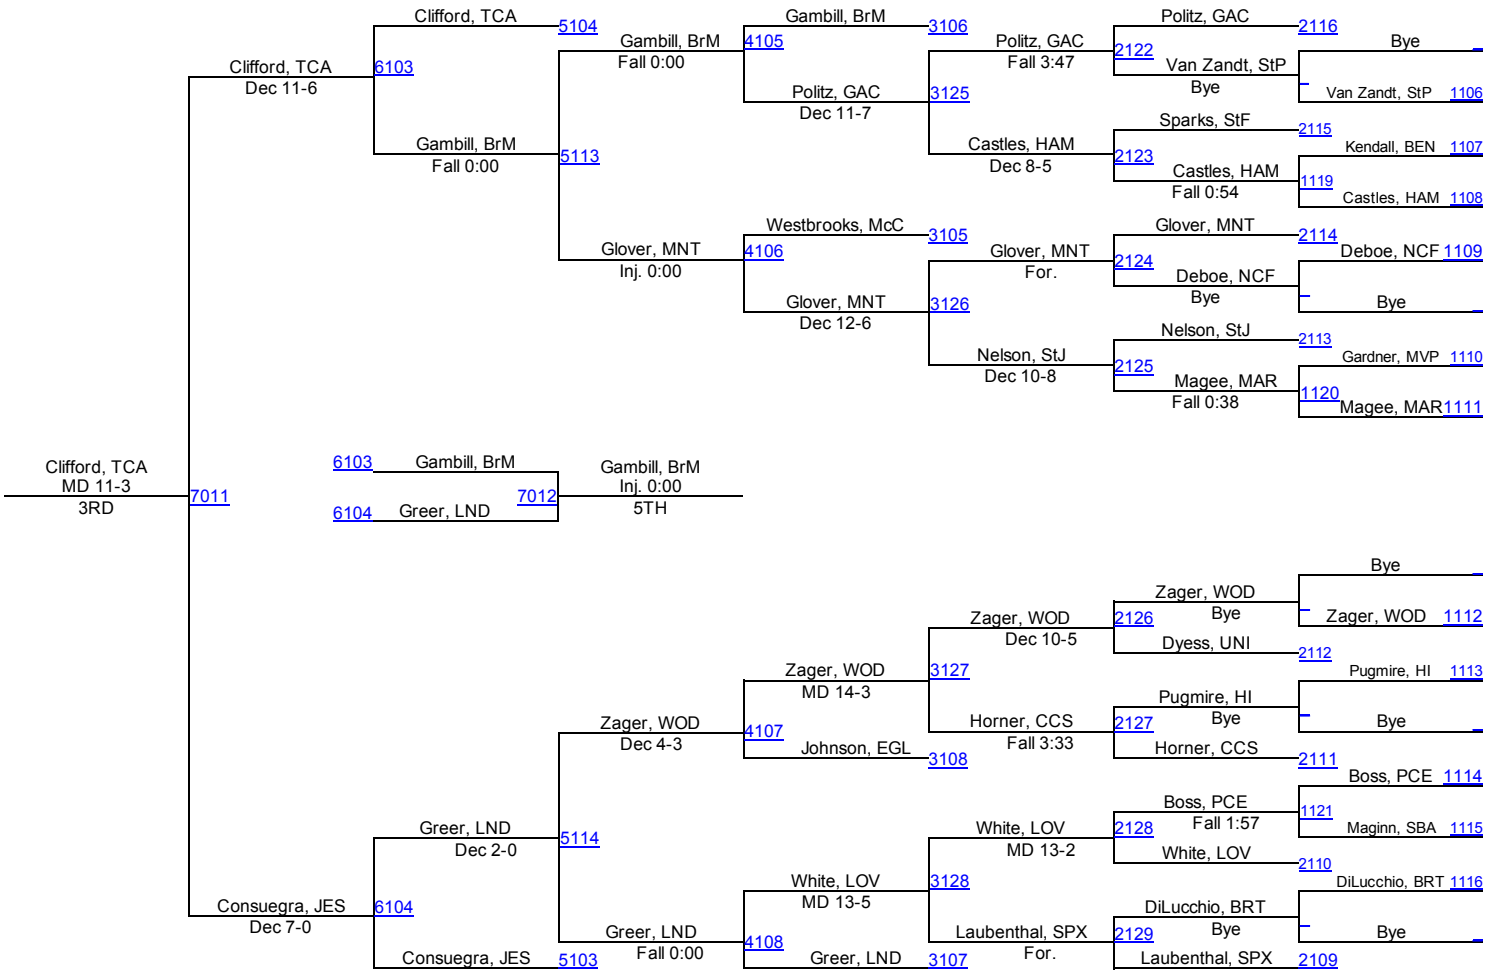 Clifford, TCA
5104
Gambill, BrM
3106
Politz, GAC
2116
Gambill, BrM
4105
Politz, GAC
2122
Bye
Fall 0:00
Fall 3:47
Clifford, TCA
6103
Van Zandt, StP
Dec 11-6
Bye
Politz, GAC
3125
Van Zandt, StP 1106
Dec 11-7
Sparks, StF
2115
Gambill, BrM
5113
Castles, HAM
2123
Kendall, BEN 1107
Fall 0:00
Dec 8-5
Castles, HAM
1119
Fall 0:54
Castles, HAM 1108
Westbrooks, McC
3105
Glover, MNT
2114
Glover, MNT
4106
Glover, MNT
2124
Deboe, NCF 1109
Inj. 0:00
For.
Deboe, NCF
Bye
Glover, MNT
3126
Bye
Dec 12-6
Nelson, StJ
2113
Nelson, StJ
2125
Gardner, MVP 1110
Dec 10-8
Magee, MAR
1120
Fall 0:38
Magee, MAR 1111
Clifford, TCA
6103
Gambill, BrM
Gambill, BrM
MD 11-3
7011
7012
Inj. 0:00
3RD
6104
Greer, LND
5TH
Bye
Zager, WOD
Zager, WOD
2126
Bye
Zager, WOD 1112
Dec 10-5
Dyess, UNI
2112
Zager, WOD
3127
Pugmire, HI 1113
MD 14-3
Pugmire, HI
Zager, WOD
4107
Horner, CCS
2127
Bye
Bye
Dec 4-3
Fall 3:33
Johnson, EGL
3108
Horner, CCS
2111
Boss, PCE 1114
Boss, PCE
1121
Greer, LND
5114
White, LOV
2128
Fall 1:57
Maginn, SBA 1115
Dec 2-0
MD 13-2
White, LOV
2110
White, LOV
3128
DiLucchio, BRT 1116
MD 13-5
Consuegra, JES
6104
DiLucchio, BRT
Dec 7-0
Greer, LND
4108
Laubenthal, SPX
2129
Bye
Bye
Fall 0:00
For.
Consuegra, JES
5103
Greer, LND
3107
Laubenthal, SPX
2109